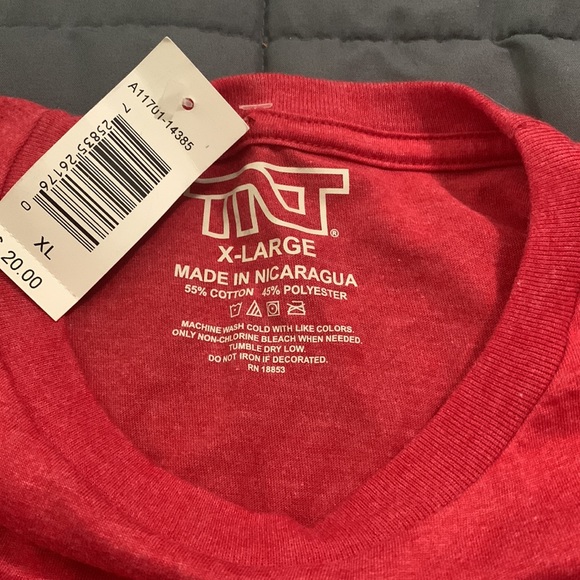 A11701-14385
7 25835 26176 0
XL
20.00
TNT®
X-LARGE
MADE IN NICARAGUA
55% COTTON 45% POLYESTER
MACHINE WASH COLD WITH LIKE COLORS.
ONLY NON-CHLORINE BLEACH WHEN NEEDED.
TUMBLE DRY LOW.
DO NOT IRON IF DECORATED.
RN 18853